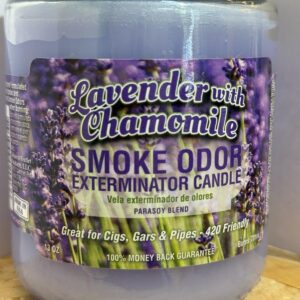 Lavender with
Chamomile
SMOKE ODOR
EXTERMINATOR CANDLE
Vela exterminador de olores
PARASOY BLEND
Great for Cigs, Gars & Pipes - 420 Friendly
100% MONEY BACK GUARANTEE